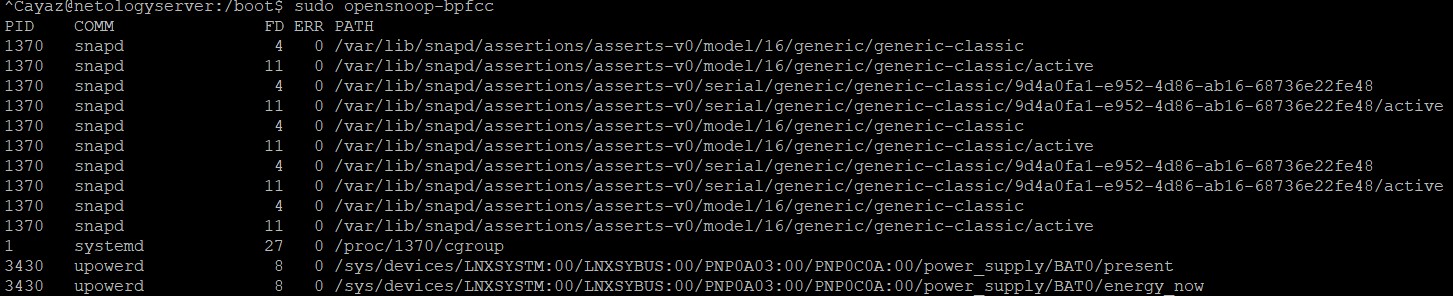 ^Cayaz@netologyserver:/boot$ sudo opensnoop-bpfcc
PID COMM FD ERR PATH
1370 snapd 4 0 /var/lib/snapd/assertions/asserts-v0/model/16/generic/generic-classic
1370 snapd 11 0 /var/lib/snapd/assertions/asserts-v0/model/16/generic/generic-classic/active
1370 snapd 4 0 /var/lib/snapd/assertions/asserts-v0/serial/generic/generic-classic/9d4a0fa1-e952-4d86-ab16-68736e22fe48
1370 snapd 11 0 /var/lib/snapd/assertions/asserts-v0/serial/generic/generic-classic/9d4a0fa1-e952-4d86-ab16-68736e22fe48/active
1370 snapd 4 0 /var/lib/snapd/assertions/asserts-v0/model/16/generic/generic-classic
1370 snapd 11 0 /var/lib/snapd/assertions/asserts-v0/model/16/generic/generic-classic/active
1370 snapd 4 0 /var/lib/snapd/assertions/asserts-v0/serial/generic/generic-classic/9d4a0fa1-e952-4d86-ab16-68736e22fe48
1370 snapd 11 0 /var/lib/snapd/assertions/asserts-v0/serial/generic/generic-classic/9d4a0fa1-e952-4d86-ab16-68736e22fe48/active
1370 snapd 4 0 /var/lib/snapd/assertions/asserts-v0/model/16/generic/generic-classic
1370 snapd 11 0 /var/lib/snapd/assertions/asserts-v0/model/16/generic/generic-classic/active
1 systemd 27 0 /proc/1370/cgroup
3430 upowerd 8 0 /sys/devices/LNXSYSTM:00/LNXSYBUS:00/PNP0A03:00/PNP0C0A:00/power_supply/BAT0/present
3430 upowerd 8 0 /sys/devices/LNXSYSTM:00/LNXSYBUS:00/PNP0A03:00/PNP0C0A:00/power_supply/BAT0/energy_now